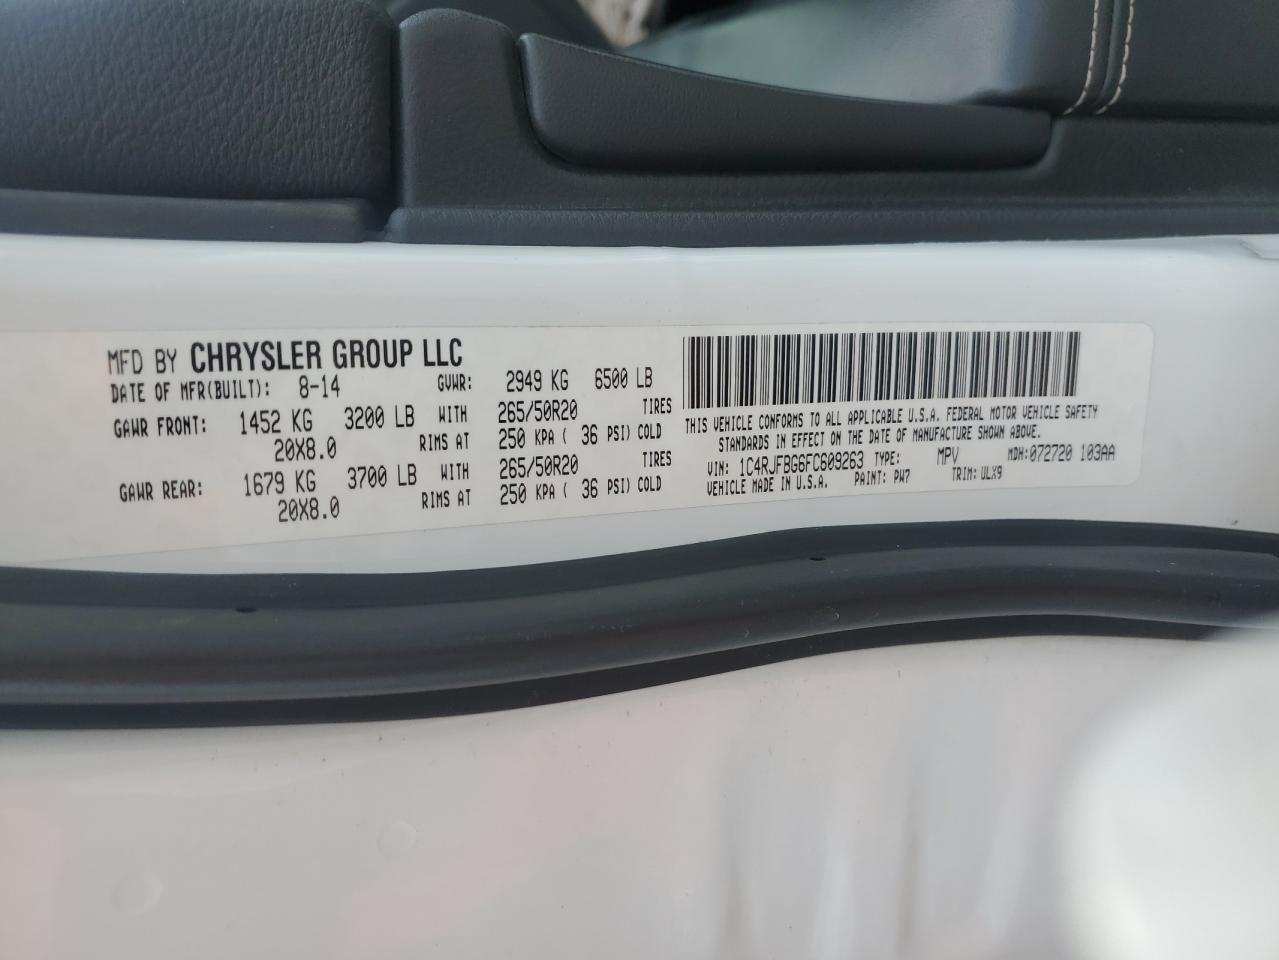 MFD BY CHRYSLER GROUP LLC
DATE OF MFR(BUILT): 8-14 GVWR: 2949 KG 6500 LB
GAWR FRONT: 1452 KG 3200 LB WITH 265/50R20 TIRES
20X8.0 RIMS AT 250 KPA ( 36 PSI) COLD
GAWR REAR: 1679 KG 3700 LB WITH 265/50R20 TIRES
20X8.0 RIMS AT 250 KPA ( 36 PSI) COLD
THIS VEHICLE CONFORMS TO ALL APPLICABLE U.S.A. FEDERAL MOTOR VEHICLE SAFETY
STANDARDS IN EFFECT ON THE DATE OF MANUFACTURE SHOWN ABOVE.
VIN: 1C4RJFBG6FC609263 TYPE: MPV MDH:072720 103AA
VEHICLE MADE IN U.S.A. PAINT: PW7 TRIM: ULX9